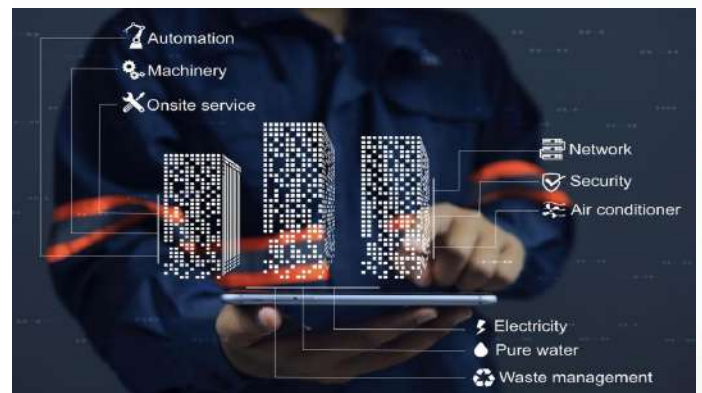 Automation
Machinery
Onsite service
Network
Security
Air conditioner
Electricity
Pure water
Waste management